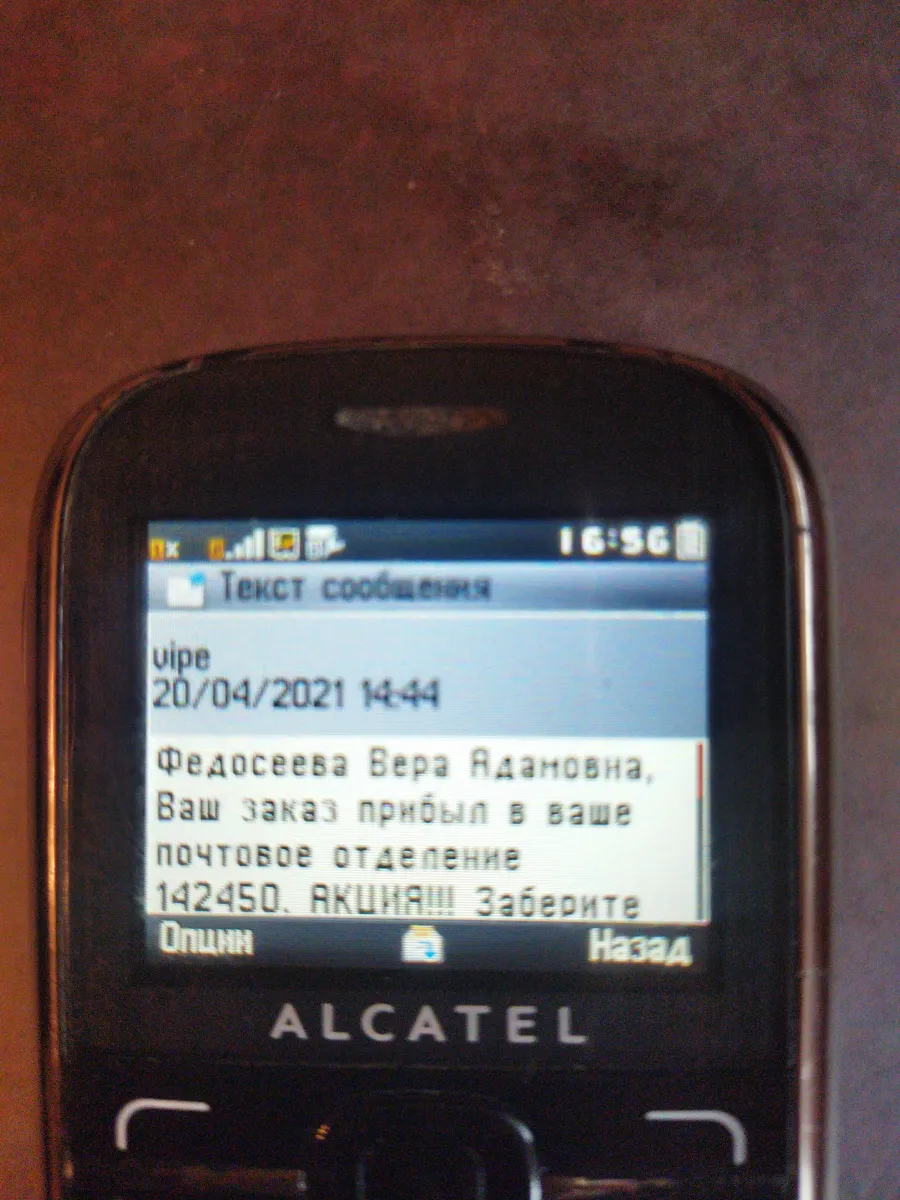 16:56
Текст сообщения
vipe
20/04/2021 14:44
Федосеева Вера Адамовна,
Ваш заказ прибыл в ваше
почтовое отделение
142450. АКЦИЯ!!! Заберите
Опции Назад
ALCATEL